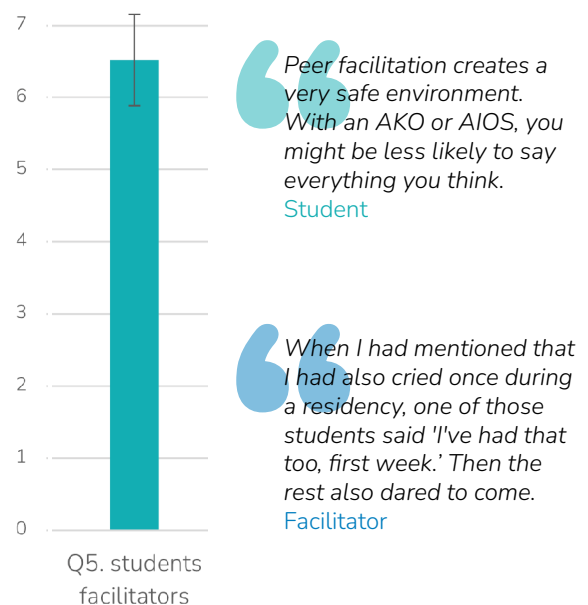 7
6
5
4
3
2
1
0
Q5. students
facilitators
Peer facilitation creates a
very safe environment.
With an AKO or AIOS, you
might be less likely to say
everything you think.
Student
When I had mentioned that
I had also cried once during
a residency, one of those
students said 'I've had that
too, first week.’ Then the
rest also dared to come.
Facilitator